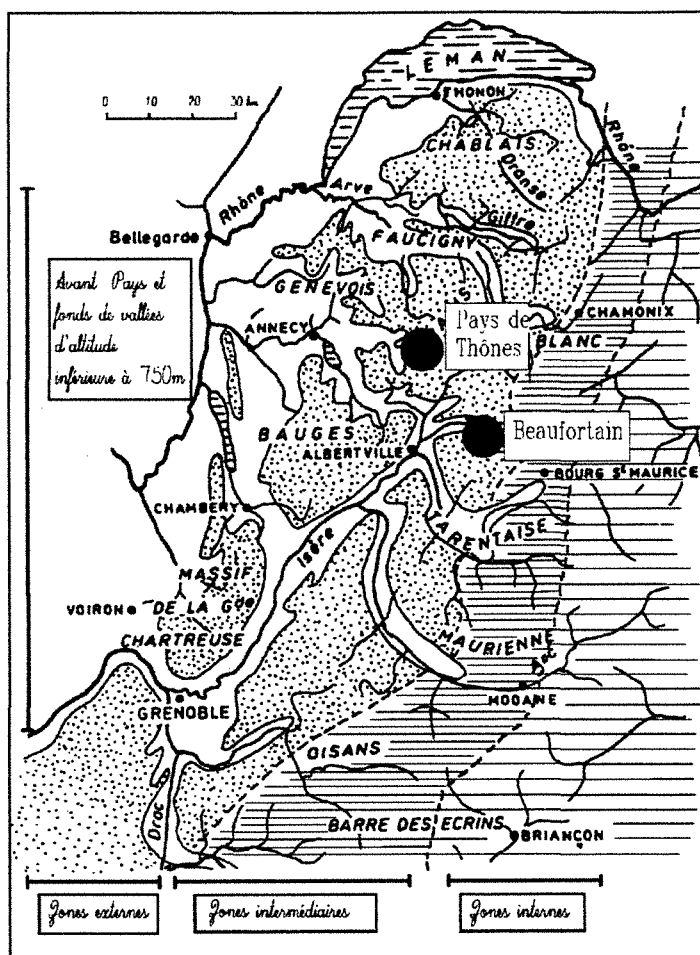 LEMAN
THONON
0 10 20 30 km
CHABLAIS
Dranse
Rhône
Rhône
Arve
Giffre
Bellegarde
FAUCIGNY
Avant Pays et
fonds de vallées
d'altitude
inférieure à 750m
GENEVOIS
ANNECY
Pays de
Thônes
CHAMONIX
BLANC
Beaufortain
BAUGES
ALBERTVILLE
BOURG St MAURICE
CHAMBERY
TARENTAISE
Isère
MASSIF
VOIRON
DE LA Gde
CHARTREUSE
MAURIENNE
Arc
GRENOBLE
MODANE
OISANS
Drac
BARRE DES ECRINS
BRIANÇON
Zones externes
Zones intermédiaires
Zones internes